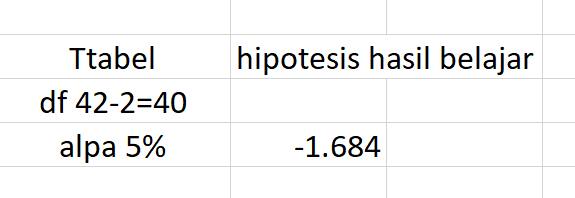 Ttabel hipotesis hasil belajar
df 42-2=40
alpa 5% -1.684